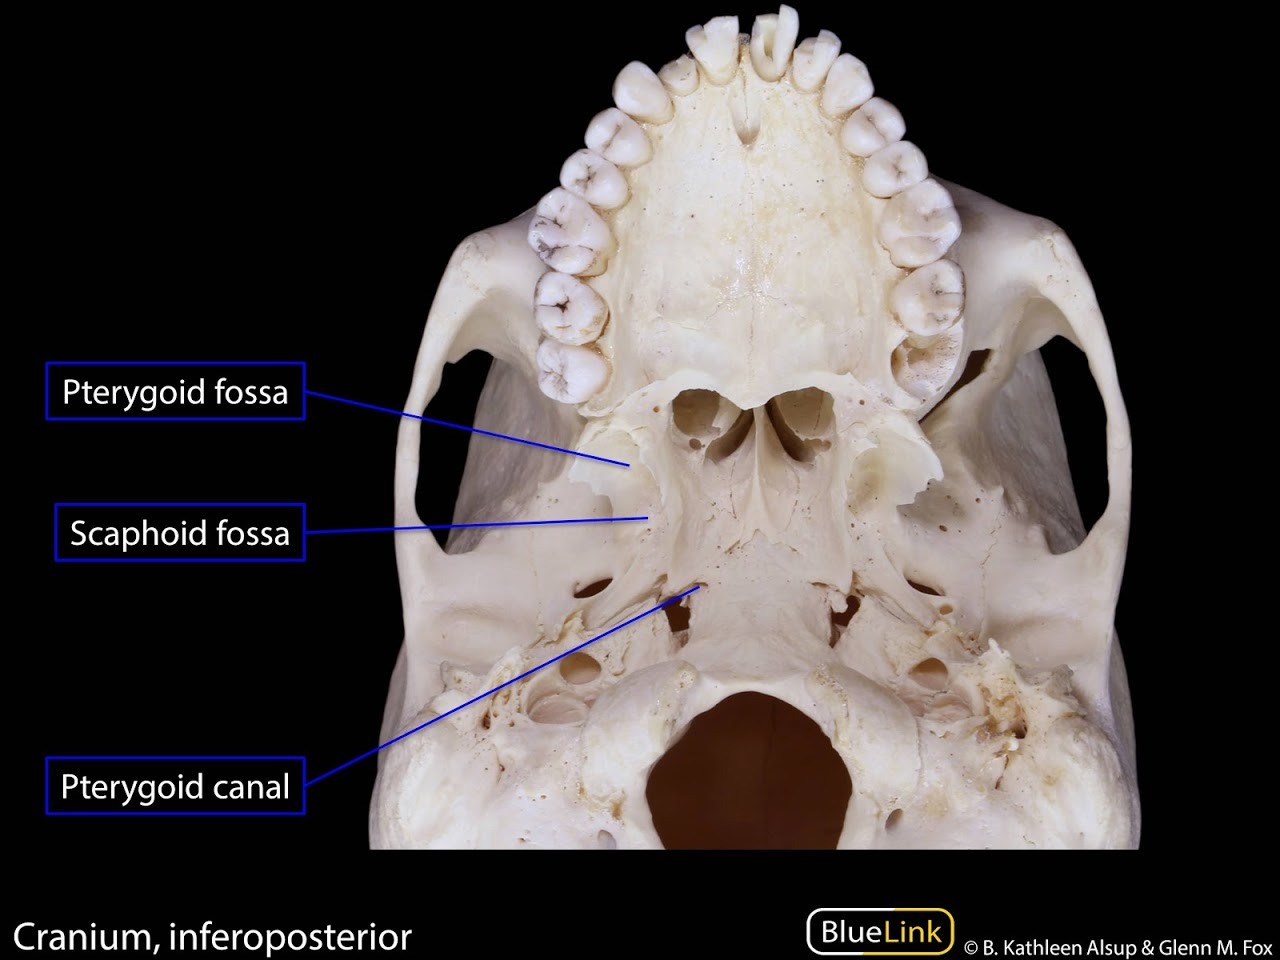 Pterygoid fossa
Scaphoid fossa
Pterygoid canal
Cranium, inferoposterior
BlueLink
© B. Kathleen Alsup & Glenn M. Fox